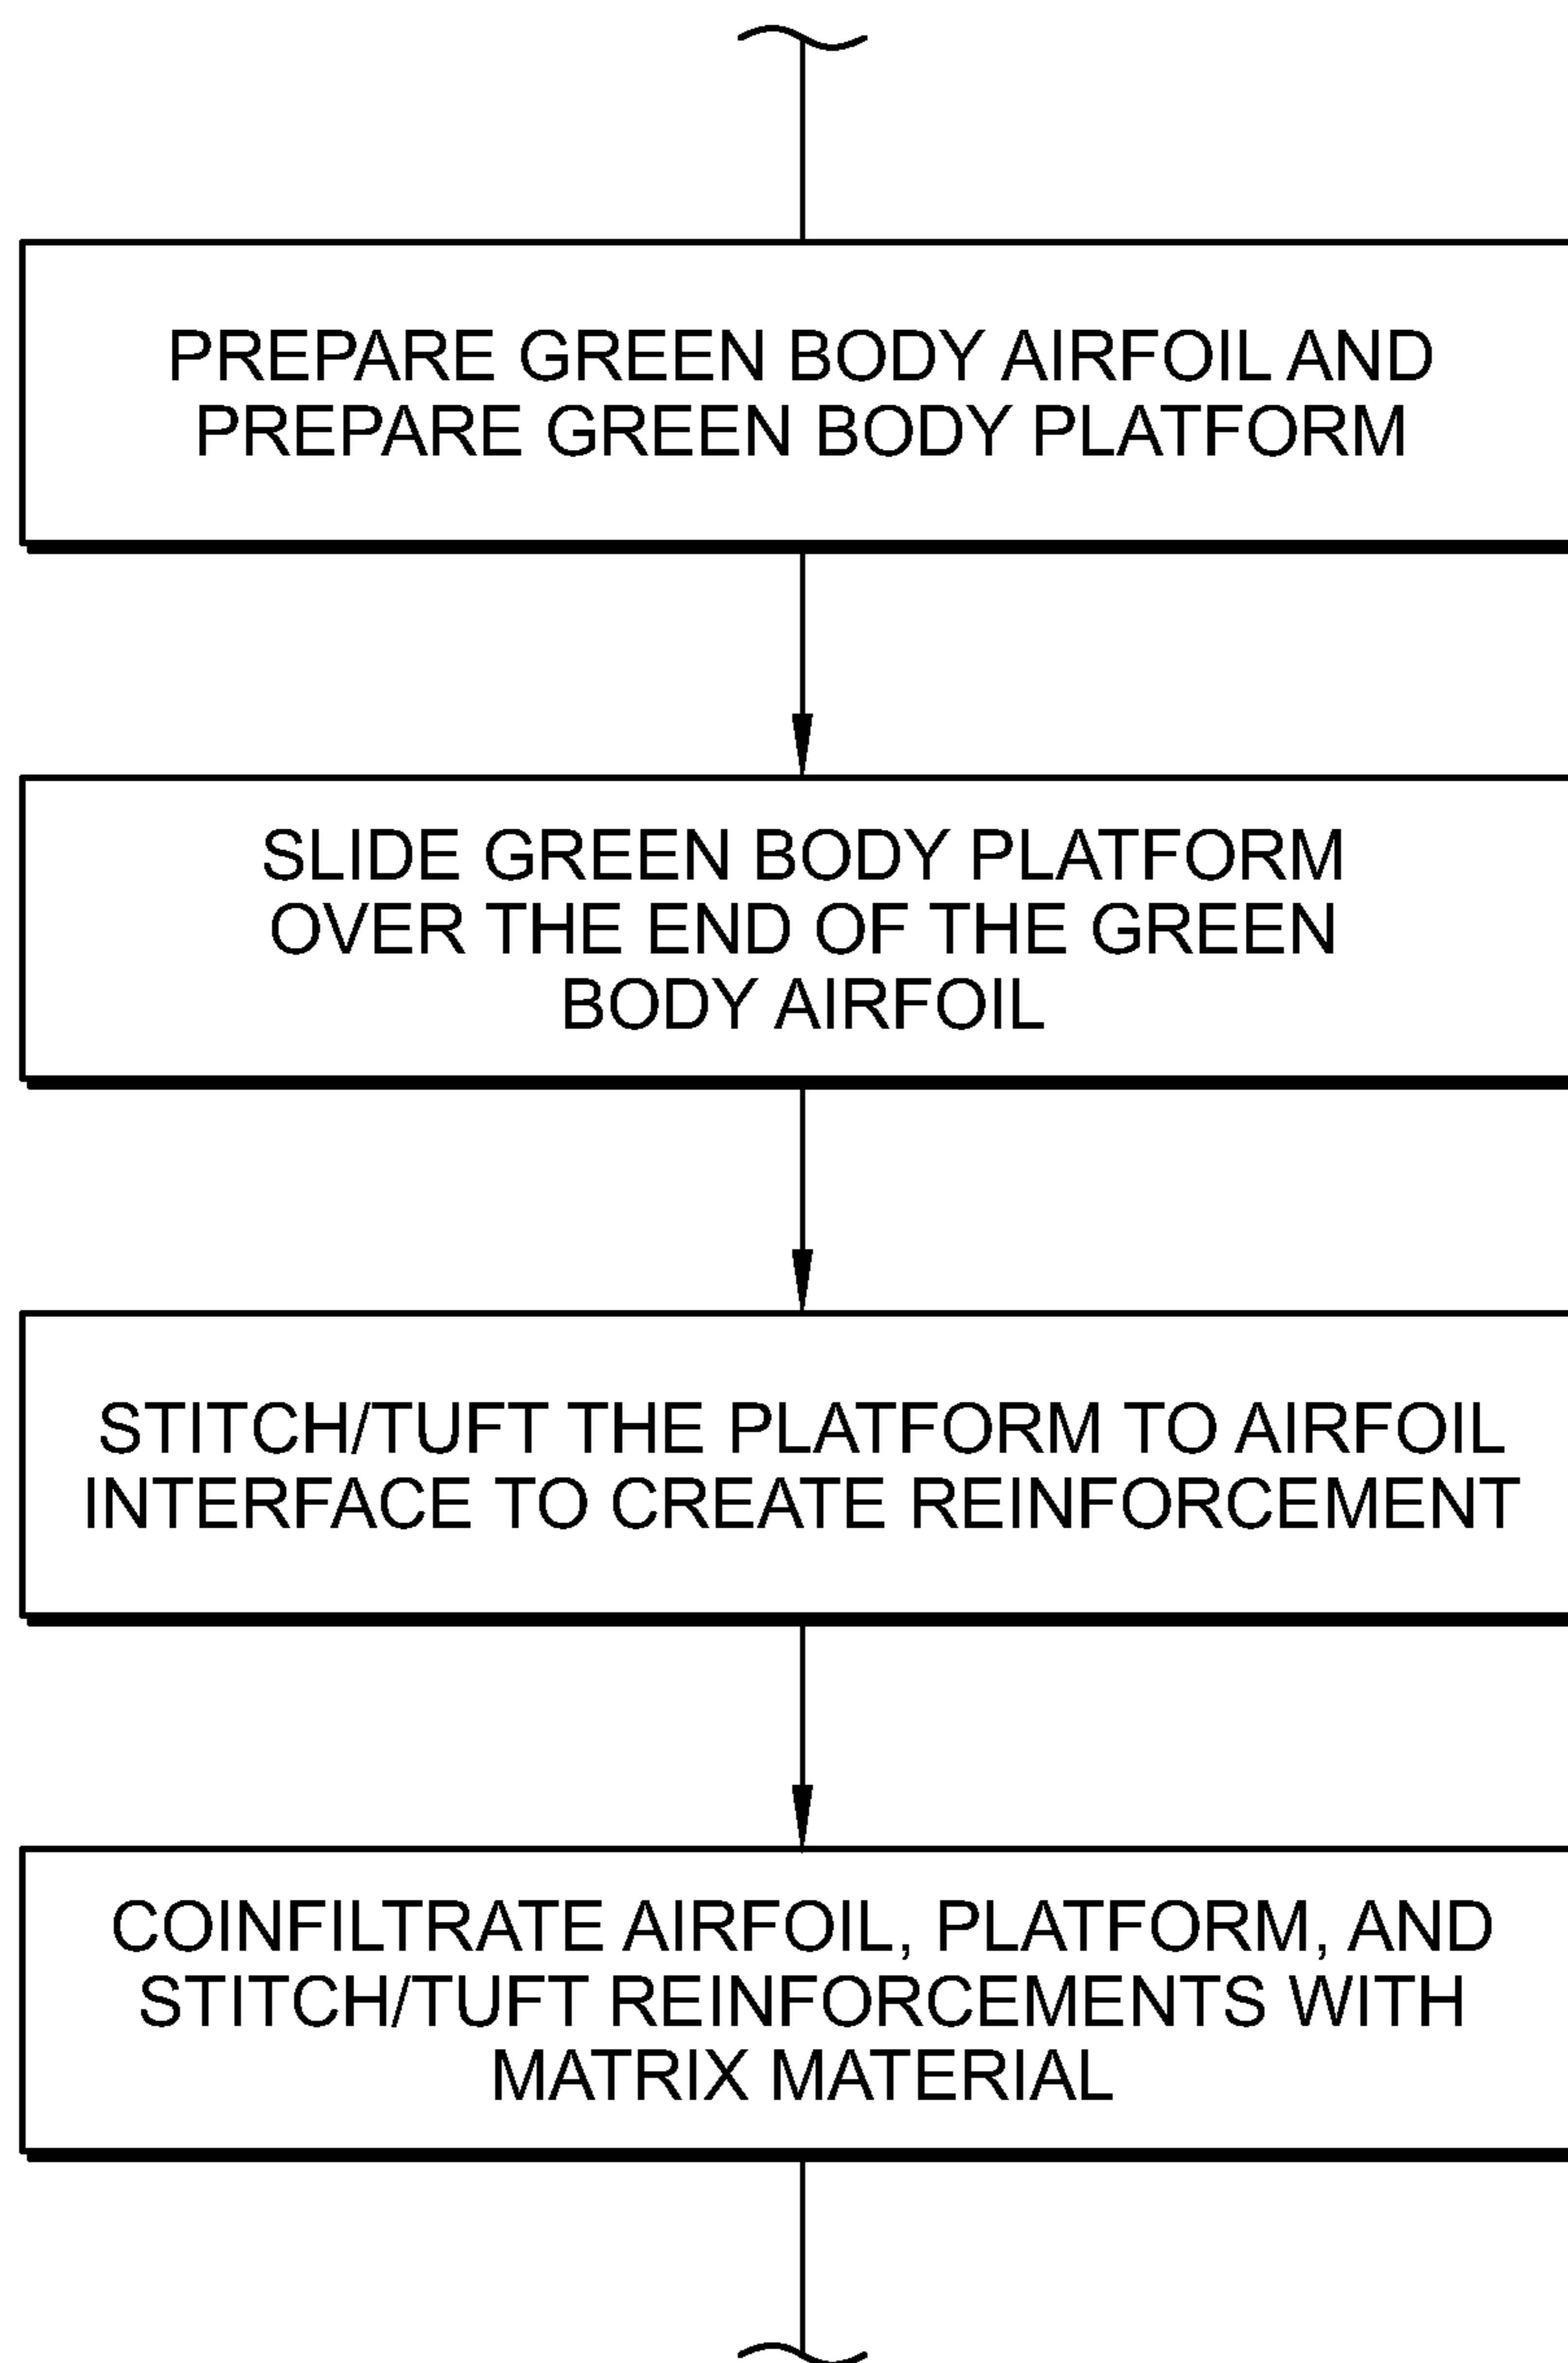 PREPARE GREEN BODY AIRFOIL AND
PREPARE GREEN BODY PLATFORM
SLIDE GREEN BODY PLATFORM
OVER THE END OF THE GREEN
BODY AIRFOIL
STITCH/TUFT THE PLATFORM TO AIRFOIL
INTERFACE TO CREATE REINFORCEMENT
COINFILTRATE AIRFOIL, PLATFORM, AND
STITCH/TUFT REINFORCEMENTS WITH
MATRIX MATERIAL